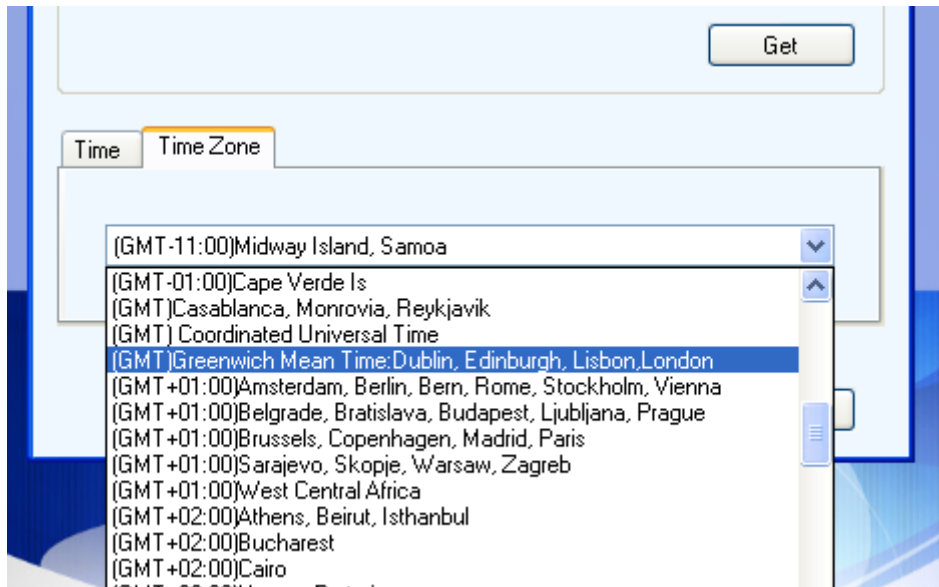 Get
Time
Time Zone
(GMT-11:00)Midway Island, Samoa
(GMT-01:00)Cape Verde Is
(GMT)Casablanca, Monrovia, Reykjavik
(GMT) Coordinated Universal Time
(GMT)Greenwich Mean Time:Dublin, Edinburgh, Lisbon,London
(GMT+01:00)Amsterdam, Berlin, Bern, Rome, Stockholm, Vienna
(GMT+01:00)Belgrade, Bratislava, Budapest, Ljubljana, Prague
(GMT+01:00)Brussels, Copenhagen, Madrid, Paris
(GMT+01:00)Sarajevo, Skopje, Warsaw, Zagreb
(GMT+01:00)West Central Africa
(GMT+02:00)Athens, Beirut, Isthanbul
(GMT+02:00)Bucharest
(GMT+02:00)Cairo